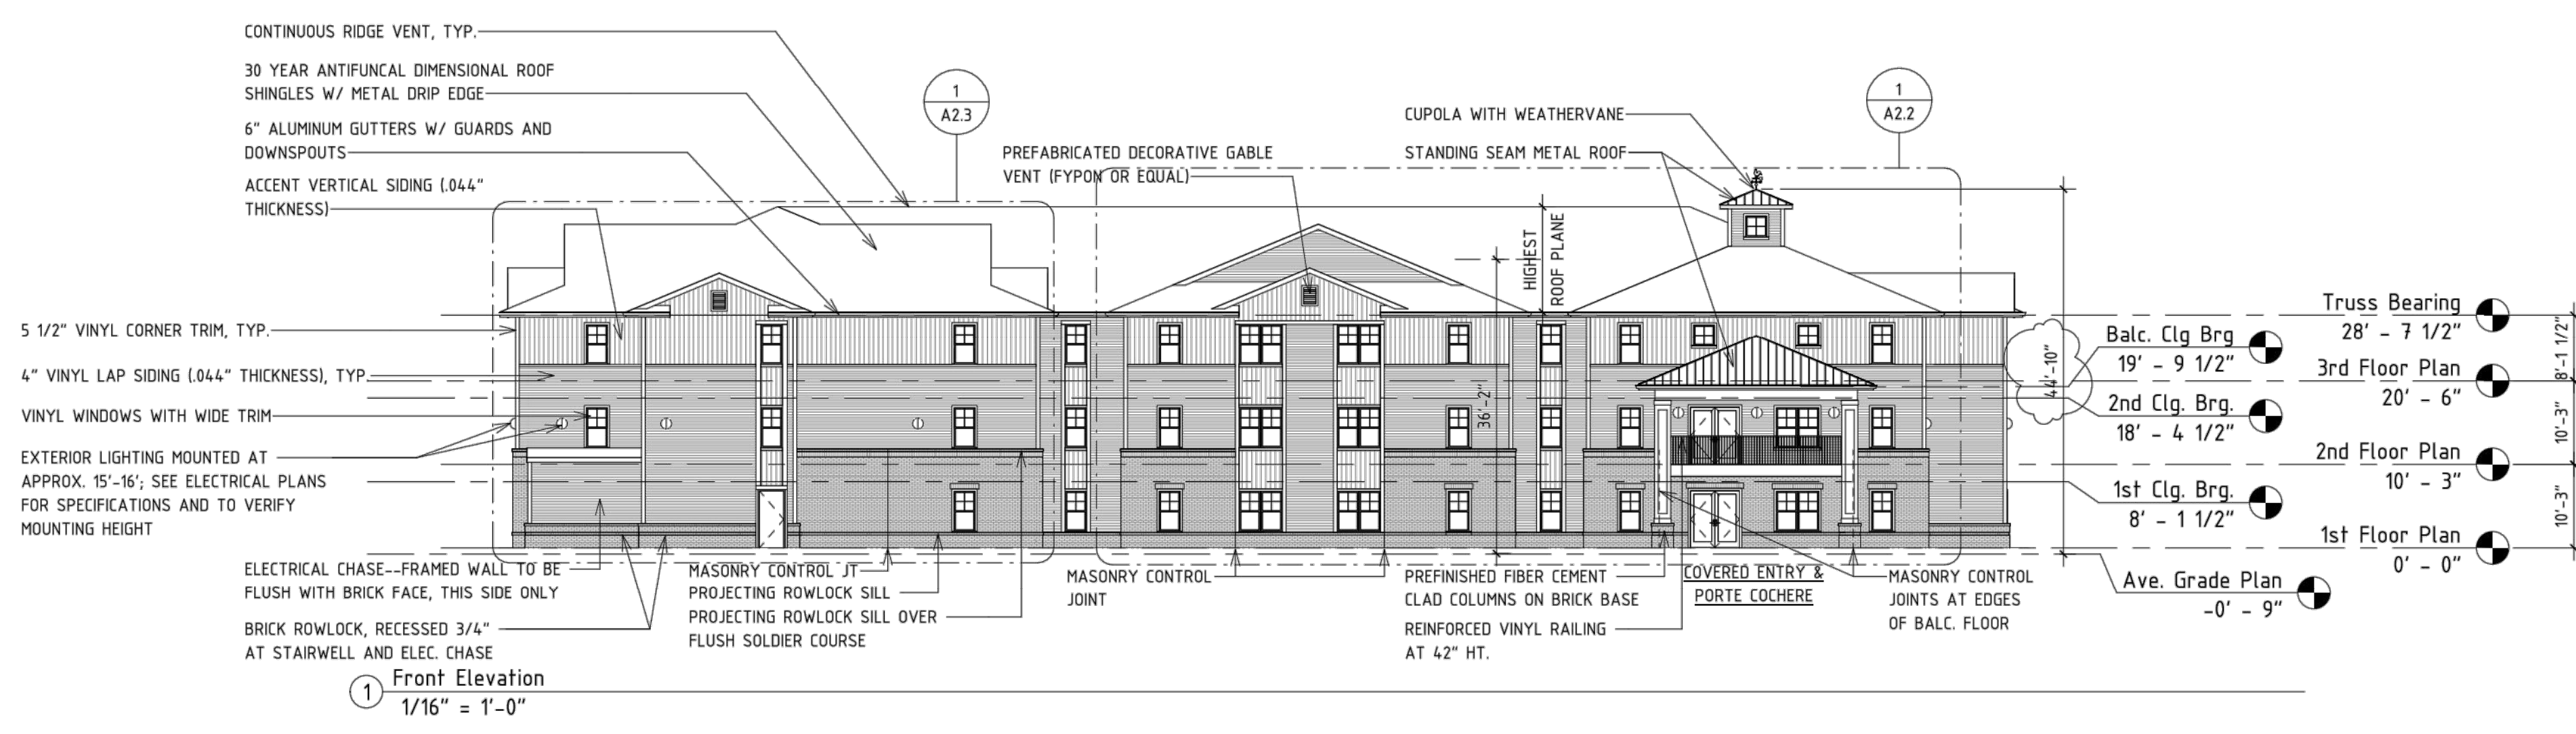 CONTINUOUS RIDGE VENT, TYP.
30 YEAR ANTIFUNCAL DIMENSIONAL ROOF
SHINGLES W/ METAL DRIP EDGE
6" ALUMINUM GUTTERS W/ GUARDS AND
DOWNSPOUTS
ACCENT VERTICAL SIDING (.044"
THICKNESS)
5 1/2" VINYL CORNER TRIM, TYP.
4" VINYL LAP SIDING (.044" THICKNESS), TYP.
VINYL WINDOWS WITH WIDE TRIM
EXTERIOR LIGHTING MOUNTED AT
APPROX. 15'-16'; SEE ELECTRICAL PLANS
FOR SPECIFICATIONS AND TO VERIFY
MOUNTING HEIGHT
ELECTRICAL CHASE--FRAMED WALL TO BE
FLUSH WITH BRICK FACE, THIS SIDE ONLY
BRICK ROWLOCK, RECESSED 3/4"
AT STAIRWELL AND ELEC. CHASE
1
A2.3
PREFABRICATED DECORATIVE GABLE
VENT (FYPON OR EQUAL)
CUPOLA WITH WEATHERVANE
STANDING SEAM METAL ROOF
1
A2.2
HIGHEST
ROOF PLANE
36'-2"
44'-10"
MASONRY CONTROL JT
PROJECTING ROWLOCK SILL
PROJECTING ROWLOCK SILL OVER
FLUSH SOLDIER COURSE
MASONRY CONTROL
JOINT
PREFINISHED FIBER CEMENT
CLAD COLUMNS ON BRICK BASE
REINFORCED VINYL RAILING
AT 42" HT.
COVERED ENTRY &
PORTE COCHERE
MASONRY CONTROL
JOINTS AT EDGES
OF BALC. FLOOR
Balc. Clg Brg
19' - 9 1/2"
2nd Clg. Brg.
18' - 4 1/2"
1st Clg. Brg.
8' - 1 1/2"
Ave. Grade Plan
-0' - 9"
Truss Bearing
28' - 7 1/2"
3rd Floor Plan
20' - 6"
2nd Floor Plan
10' - 3"
1st Floor Plan
0' - 0"
8'-1 1/2"
10'-3"
10'-3"
1
Front Elevation
1/16" = 1'-0"